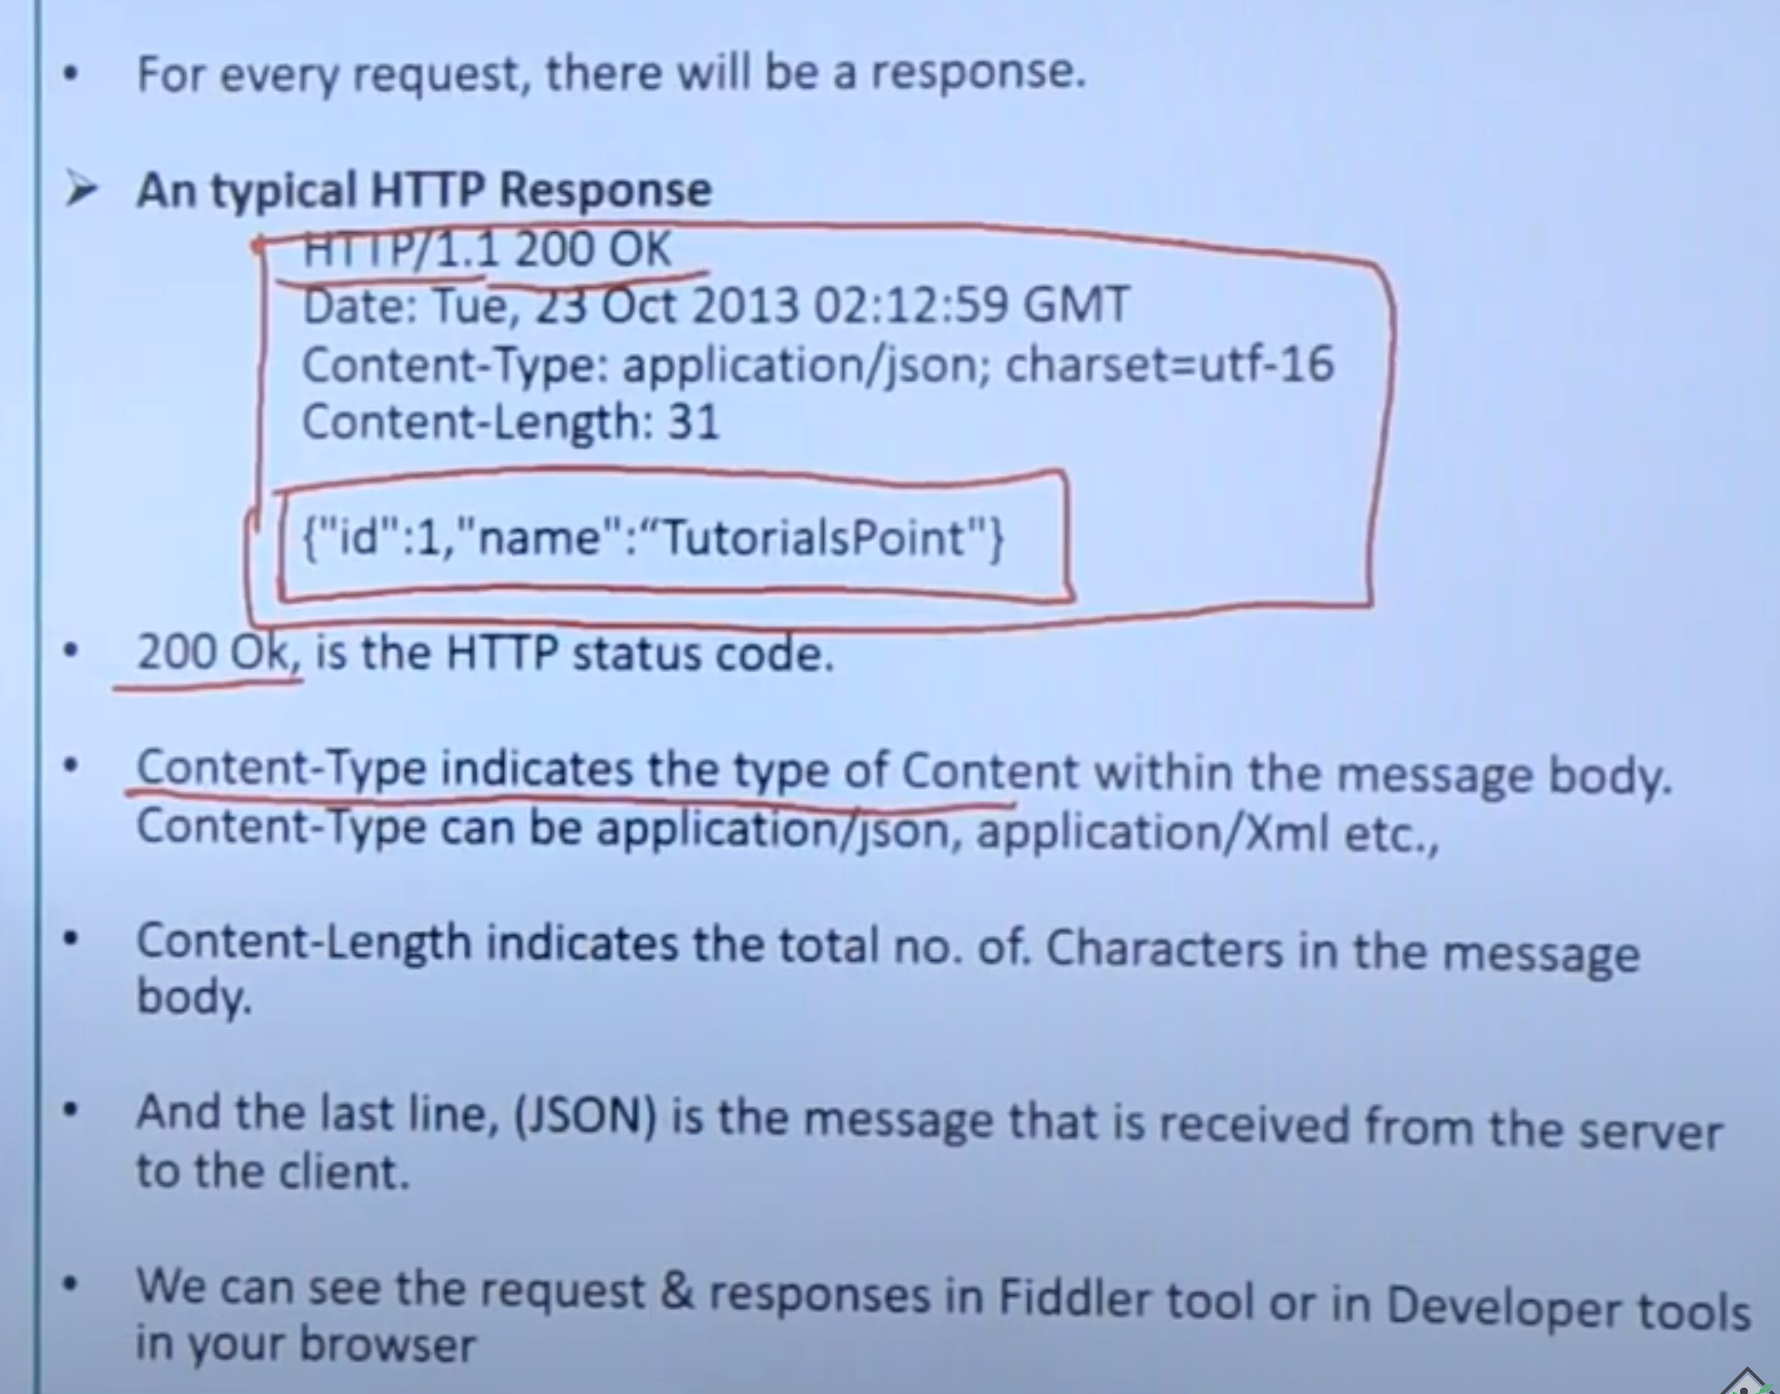 • For every request, there will be a response.
➢ An typical HTTP Response
HTTP/1.1 200 OK
Date: Tue, 23 Oct 2013 02:12:59 GMT
Content-Type: application/json; charset=utf-16
Content-Length: 31
{"id":1,"name":“TutorialsPoint"}
• 200 Ok, is the HTTP status code.
• Content-Type indicates the type of Content within the message body.
Content-Type can be application/json, application/Xml etc.,
• Content-Length indicates the total no. of. Characters in the message
body.
• And the last line, (JSON) is the message that is received from the server
to the client.
• We can see the request & responses in Fiddler tool or in Developer tools
in your browser